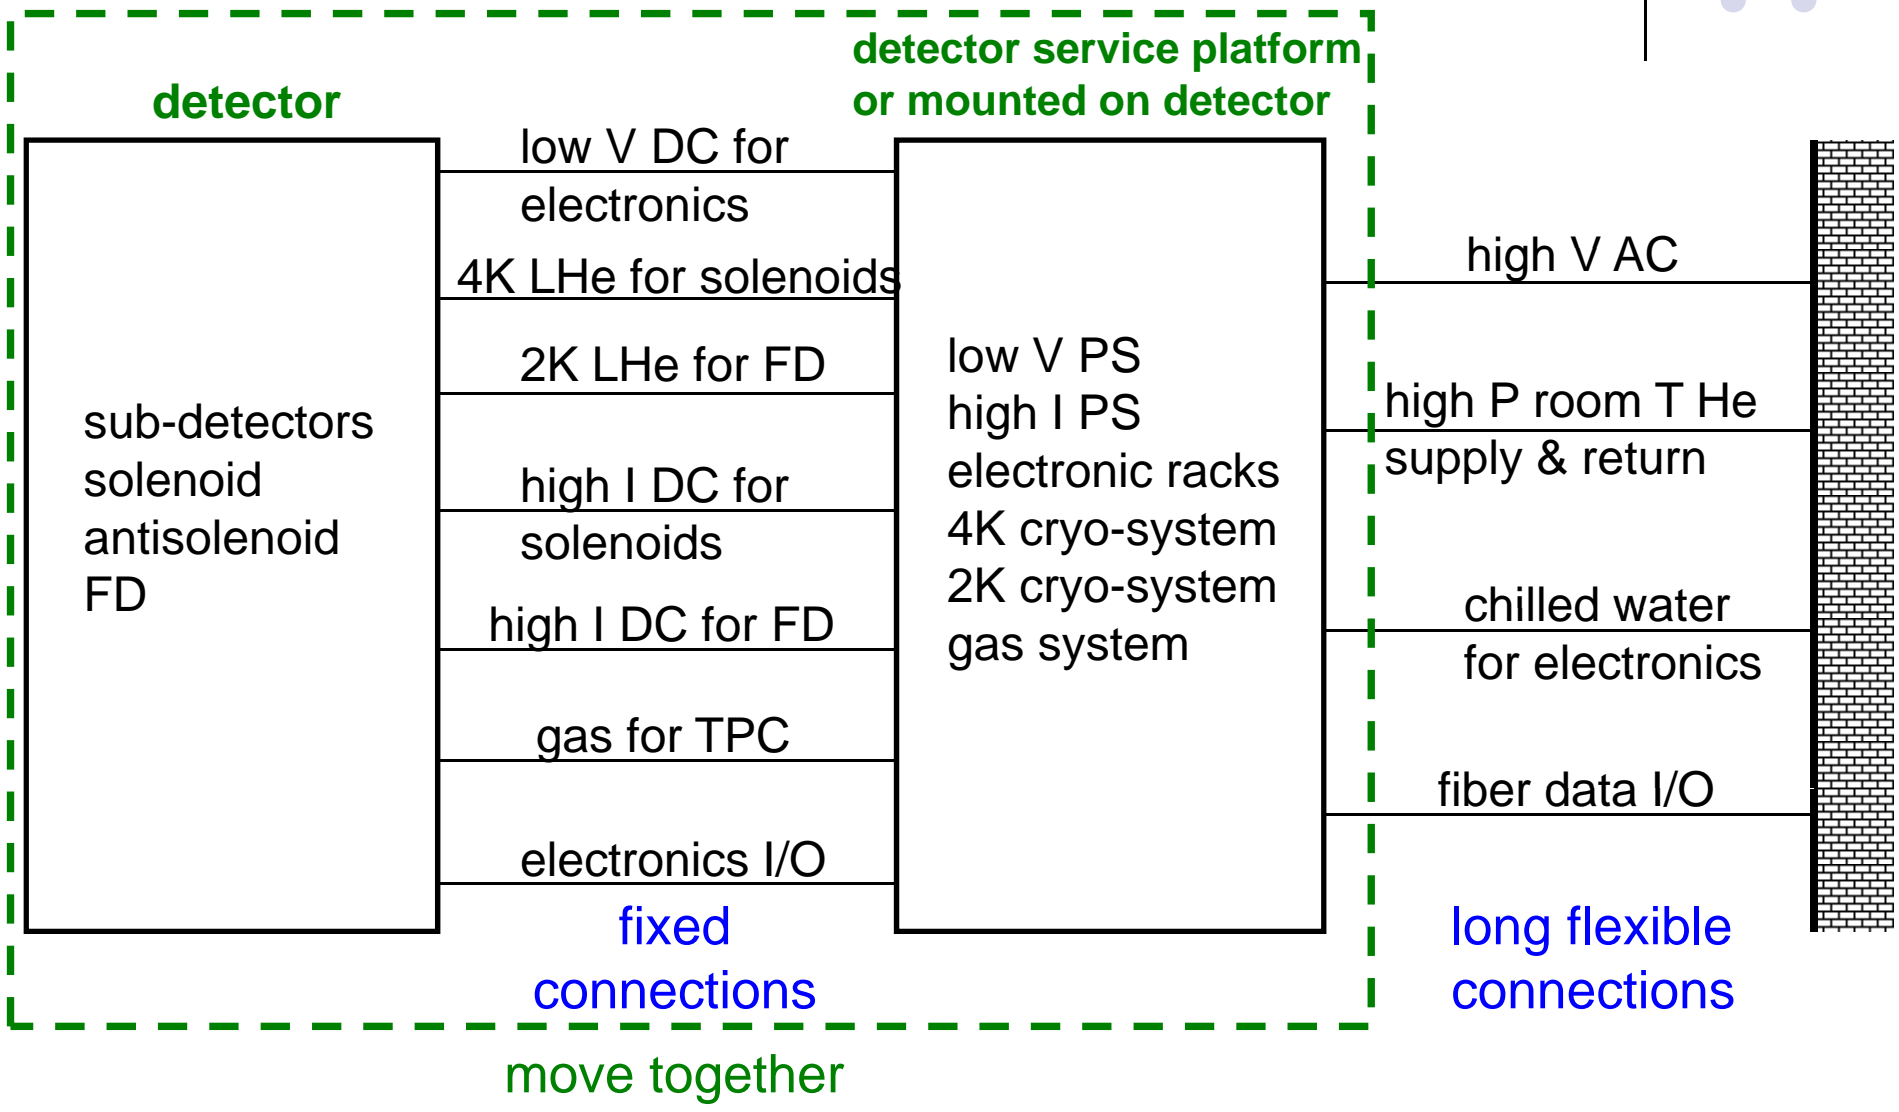 detector service platform
or mounted on detector
detector
low V DC for
electronics
4K LHe for solenoids
2K LHe for FD
high I DC for
solenoids
high I DC for FD
gas for TPC
electronics I/O
sub-detectors
solenoid
antisolenoid
FD
low V PS
high I PS
electronic racks
4K cryo-system
2K cryo-system
gas system
high V AC
high P room T He
supply & return
chilled water
for electronics
fiber data I/O
fixed
connections
long flexible
connections
move together